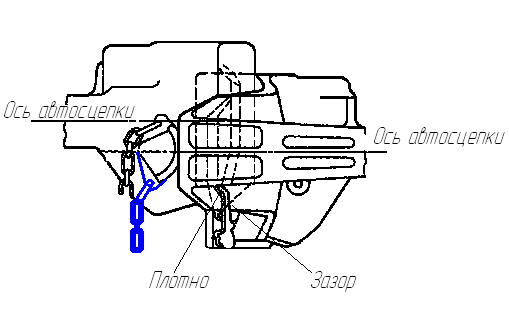 Ось автосцепки
Ось автосцепки
Плотно
Зазор